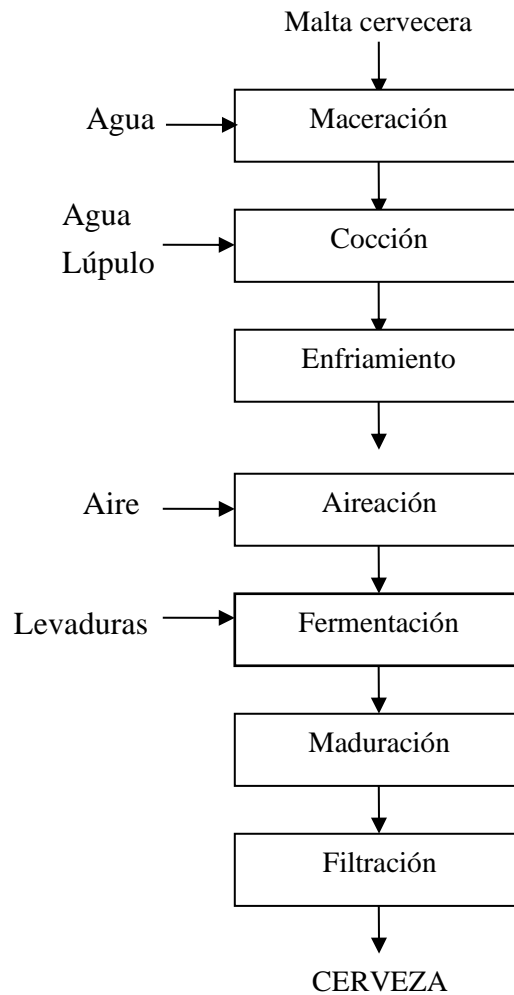 Malta cervecera
Agua
Maceración
Agua
Lúpulo
Cocción
Enfriamiento
Aire
Aireación
Levaduras
Fermentación
Maduración
Filtración
CERVEZA